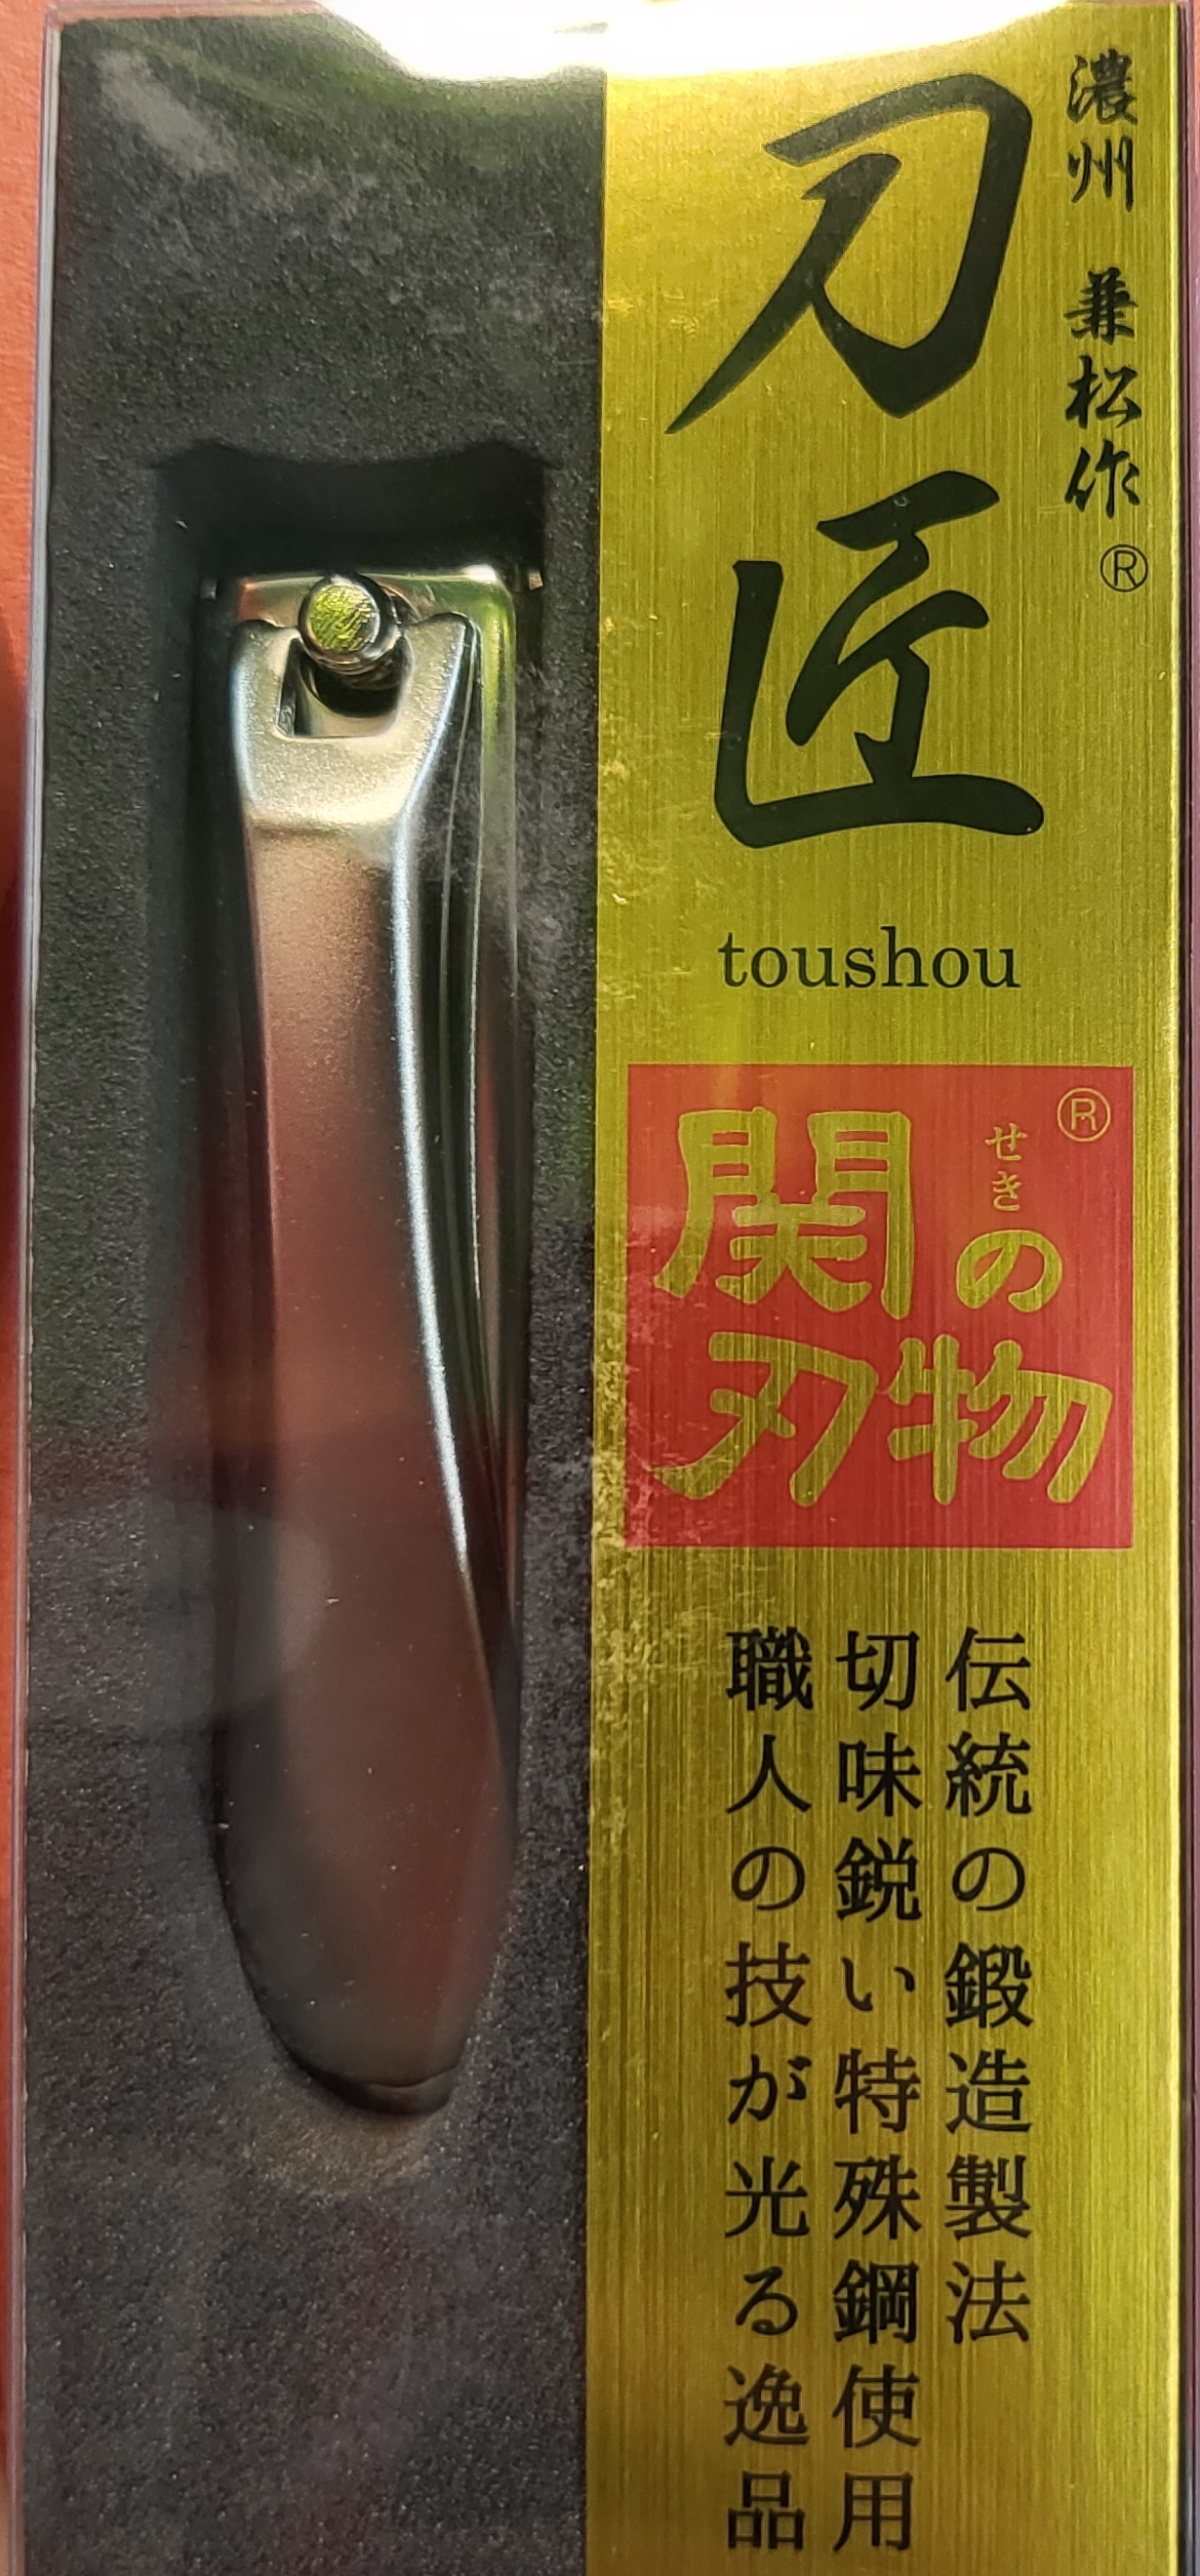 濃州 兼松作®
刀匠
toushou
関の
せき
®
刃物
伝統の鍛造製法
切味鋭い特殊鋼使用
職人の技が光る逸品